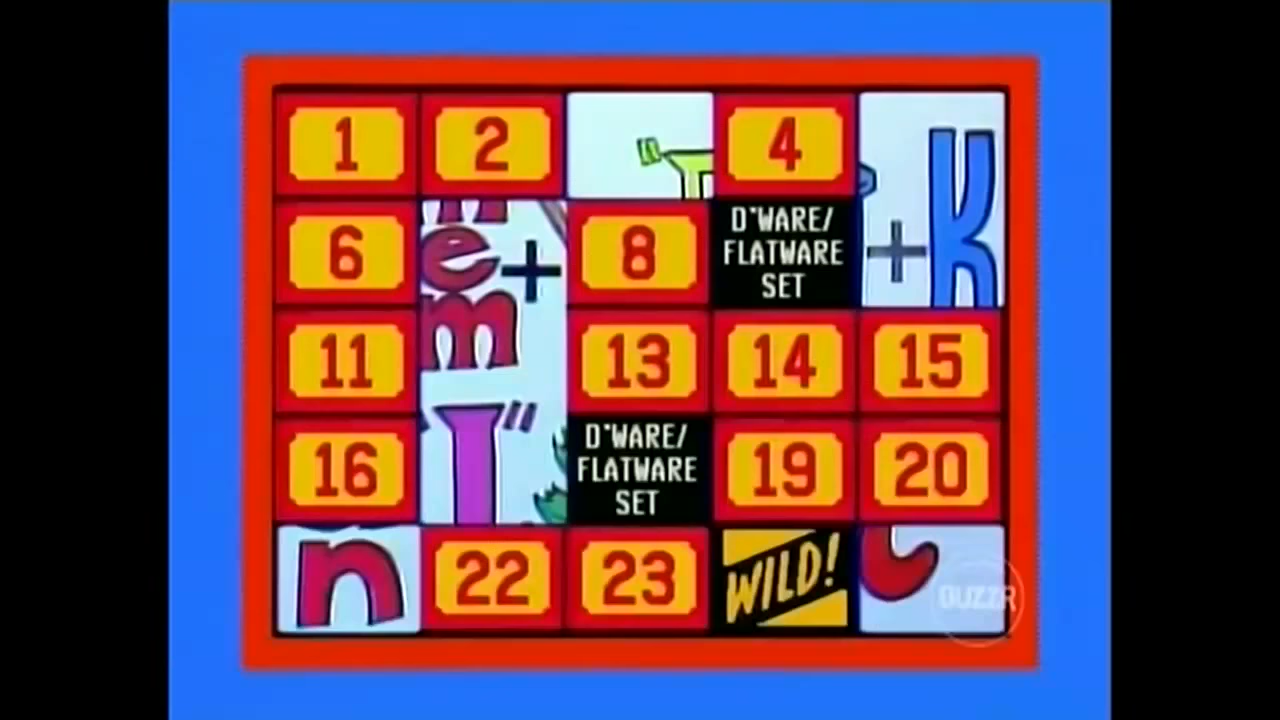 1 2 4
6 m e m + 8 D'WARE/
FLATWARE
SET + K
11 13 14 15
16 "I" D'WARE/
FLATWARE
SET 19 20
n 22 23 WILD!
BUZZR